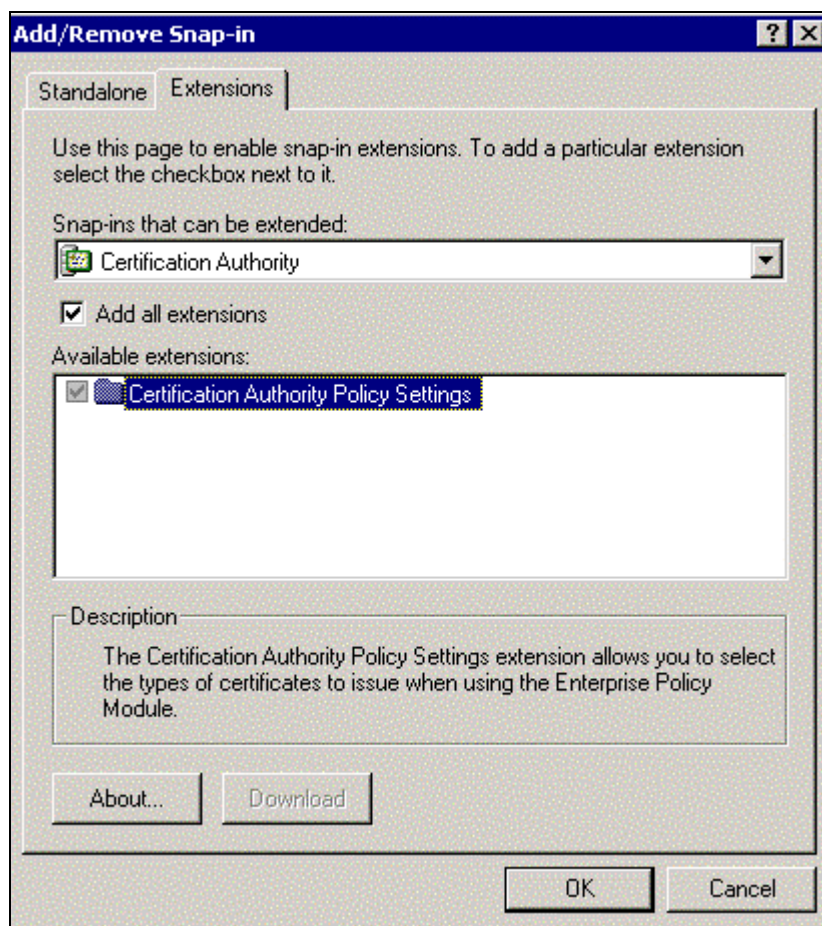 Add/Remove Snap-in
Standalone
Extensions
Use this page to enable snap-in extensions. To add a particular extension
select the checkbox next to it.
Snap-ins that can be extended:
Certification Authority
Add all extensions
Available extensions:
Certification Authority Policy Settings
Description
The Certification Authority Policy Settings extension allows you to select
the types of certificates to issue when using the Enterprise Policy
Module.
About...
Download
OK
Cancel